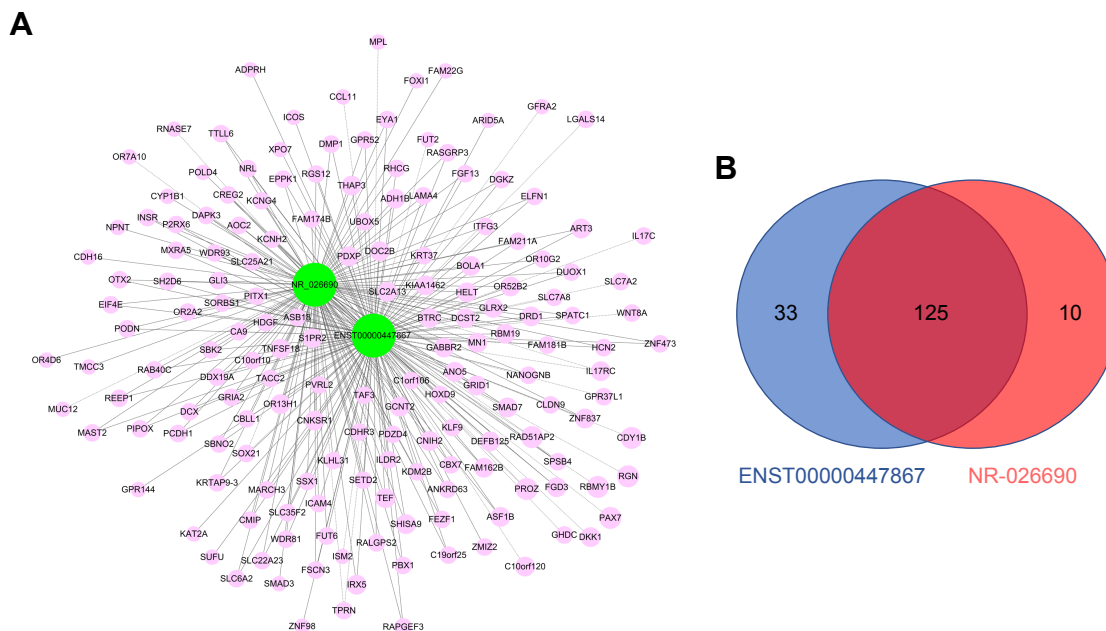 A
MPL
ADPRH
FAM22G
FOXI1
CCL11
GFRA2
ICOS
EYA1
ARID5A
LGALS14
RNASE7
TTLL6
DMP1
GPR52
FUT2
XPO7
RASGRP3
OR7A10
NRL
RGS12
RHCG
POLD4
EPPK1
THAP3
FGF13
DGKZ
CYP1B1
CREG2
KCNG4
ADH1B
LAMA4
ELFN1
INSR
DAPK3
FAM174B
UBOX5
NPNT
P2RX6
AOC2
ITFG3
ART3
KCNH2
FAM211A
IL17C
MXRA5
WDR93
PDXP
DOC2B
KRT37
OR10G2
CDH16
SLC25A21
BOLA1
DUOX1
OTX2
SH2D6
GLI3
NR_026690
SLC2A13
KIAA1462
HELT
OR52B2
SLC7A2
EIF4E
SORBS1
PITX1
SLC7A8
OR2A2
GLRX2
PODN
HDGF
ASB18
BTRC
DCST2
DRD1
SPATC1
WNT8A
CA9
ENST00000447867
RBM19
OR4D6
SBK2
TNFSF18
S1PR2
GABBR2
MN1
FAM181B
HCN2
ZNF473
TMCC3
RAB40C
C10orf10
ANO5
NANOGNB
IL17RC
DDX19A
TACC2
PVRL2
C1orf106
GRID1
REEP1
GRIA2
TAF3
HOXD9
GPR37L1
MUC12
DCX
OR13H1
GCNT2
SMAD7
CLDN9
CBLL1
CNKSR1
ZNF837
MAST2
PIPOX
PCDH1
CDHR3
PDZD4
KLF9
DEFB125
RAD51AP2
CDY1B
SBNO2
CNIH2
SOX21
KLHL31
ILDR2
CBX7
SPSB4
GPR144
KDM2B
FAM162B
RGN
KRTAP9-3
MARCH3
SSX1
SETD2
ANKRD63
PROZ
FGD3
RBMY1B
ICAM4
TEF
SLC35F2
FEZF1
ASF1B
PAX7
KAT2A
CMIP
SHISA9
GHDC
DKK1
WDR81
FUT6
RALGPS2
C19orf25
ZMIZ2
SUFU
SLC22A23
ISM2
PBX1
C10orf120
SLC6A2
SMAD3
FSCN3
IRX5
TPRN
ZNF98
RAPGEF3
B
33
125
10
ENST00000447867
NR-026690